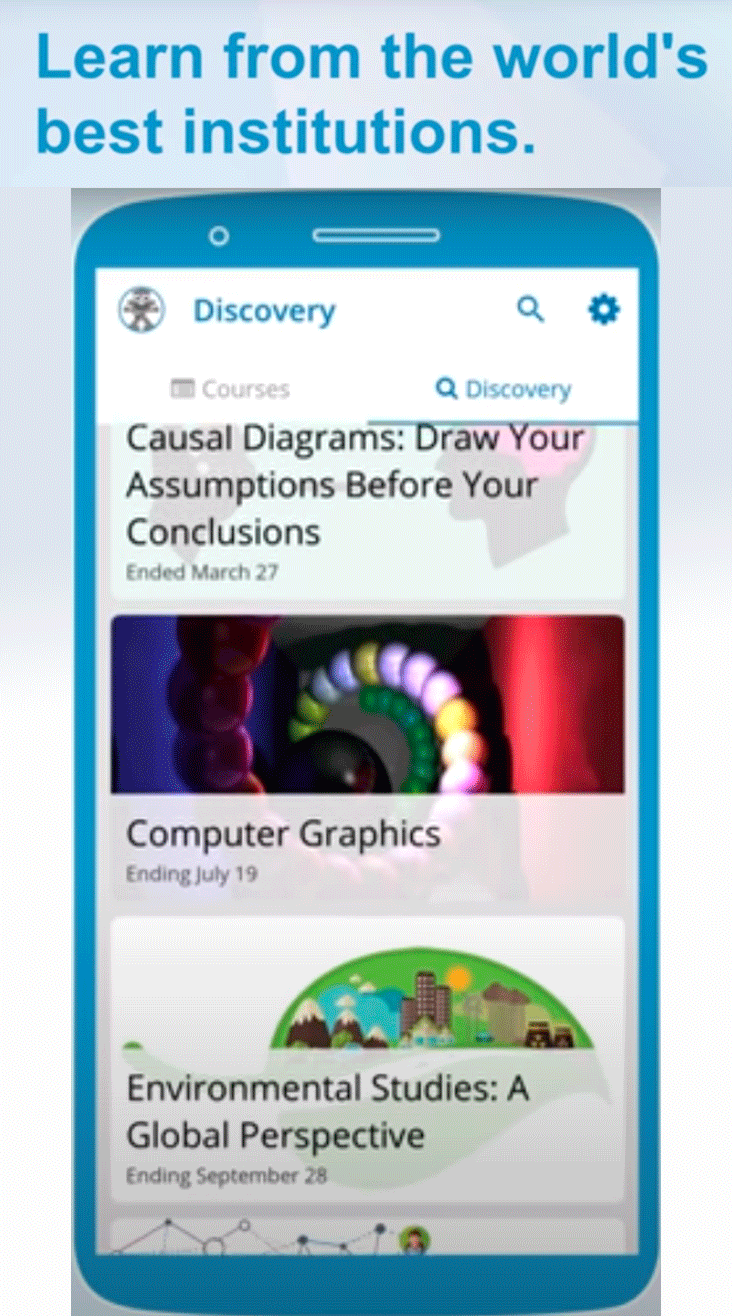 Learn from the world's
best institutions.
Discovery
Courses
Discovery
Causal Diagrams: Draw Your
Assumptions Before Your
Conclusions
Ended March 27
Computer Graphics
Ending July 19
Environmental Studies: A
Global Perspective
Ending September 28